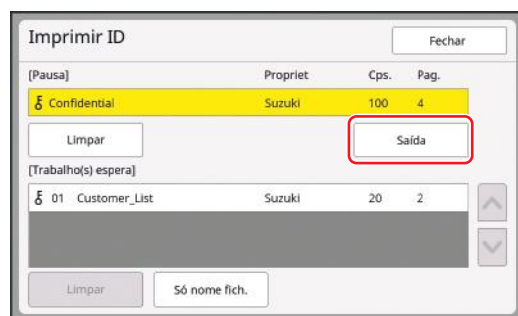 Imprimir ID Fechar
[Pausa] Propriet Cps. Pag.
Confidential Suzuki 100 4
Limpar Saída
[Trabalho(s) espera]
01 Customer_List Suzuki 20 2
Limpar Só nome fich.